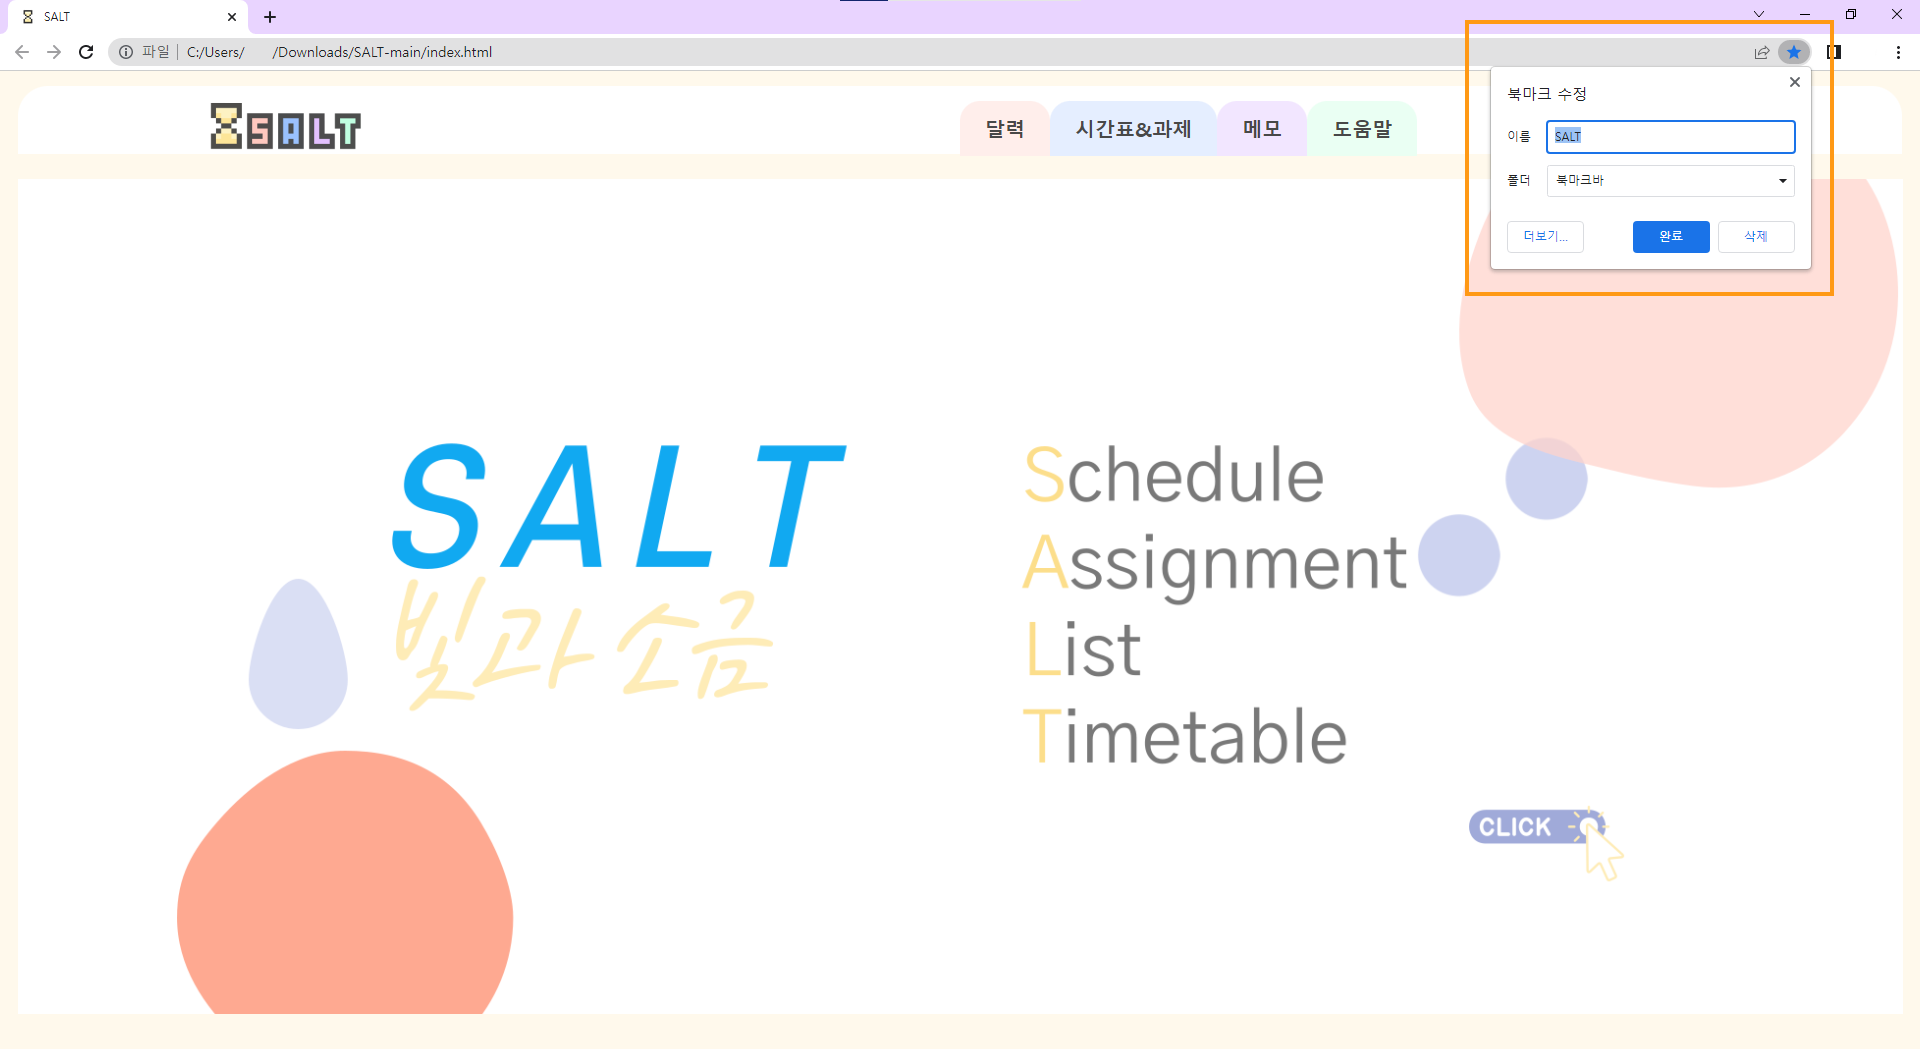 SALT
파일 C:/Users/ /Downloads/SALT-main/index.html
SALT
달력 시간표&과제 메모 도움말
북마크 수정
이름 SALT
폴더 북마크바
더보기... 완료 삭제
SALT
빛과 소금
Schedule
Assignment
List
Timetable
CLICK